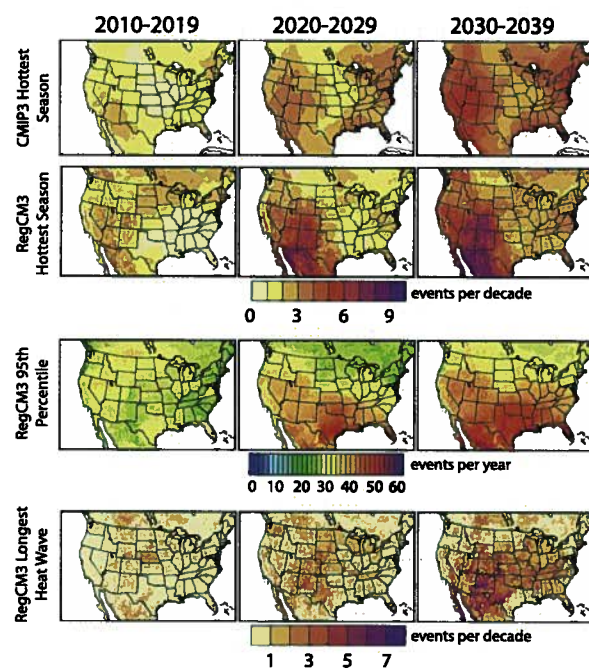 2010-2019 2020-2029 2030-2039
CMIP3 Hottest
Season
RegCM3
Hottest Season
0 3 6 9 events per decade
RegCM3 95th
Percentile
0 10 20 30 40 50 60 events per year
RegCM3 Longest
Heat Wave
1 3 5 7 events per decade